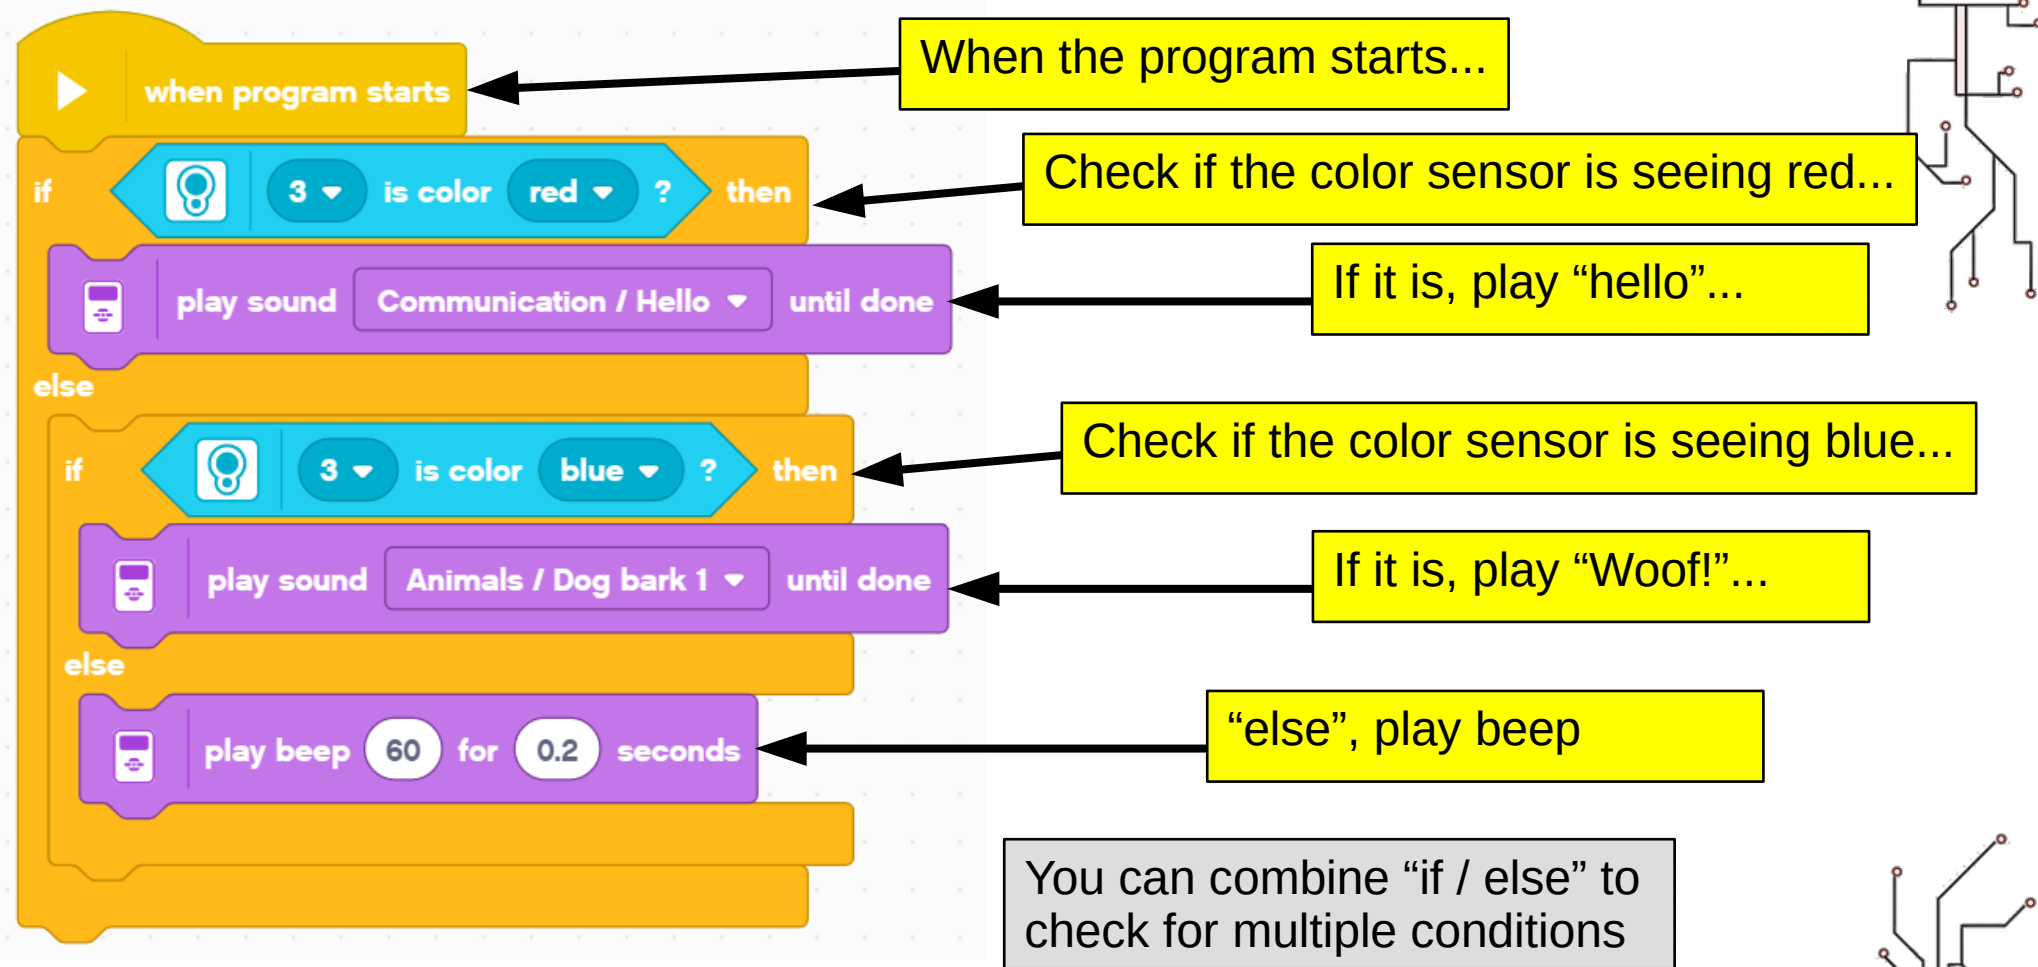 when program starts
When the program starts...
if 3 is color red ? then
Check if the color sensor is seeing red...
play sound Communication / Hello until done
If it is, play “hello”...
else
if 3 is color blue ? then
Check if the color sensor is seeing blue...
play sound Animals / Dog bark 1 until done
If it is, play “Woof!”...
else
play beep 60 for 0.2 seconds
“else”, play beep
You can combine “if / else” to
check for multiple conditions